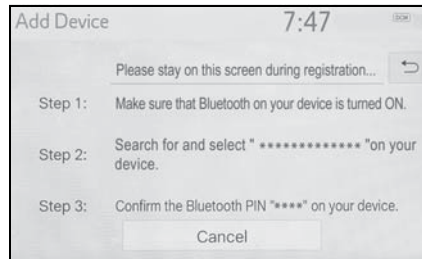 Add Device 7:47 DCM
Please stay on this screen during registration...
Step 1: Make sure that Bluetooth on your device is turned ON.
Step 2: Search for and select " ************* "on your
device.
Step 3: Confirm the Bluetooth PIN "****" on your device.
Cancel